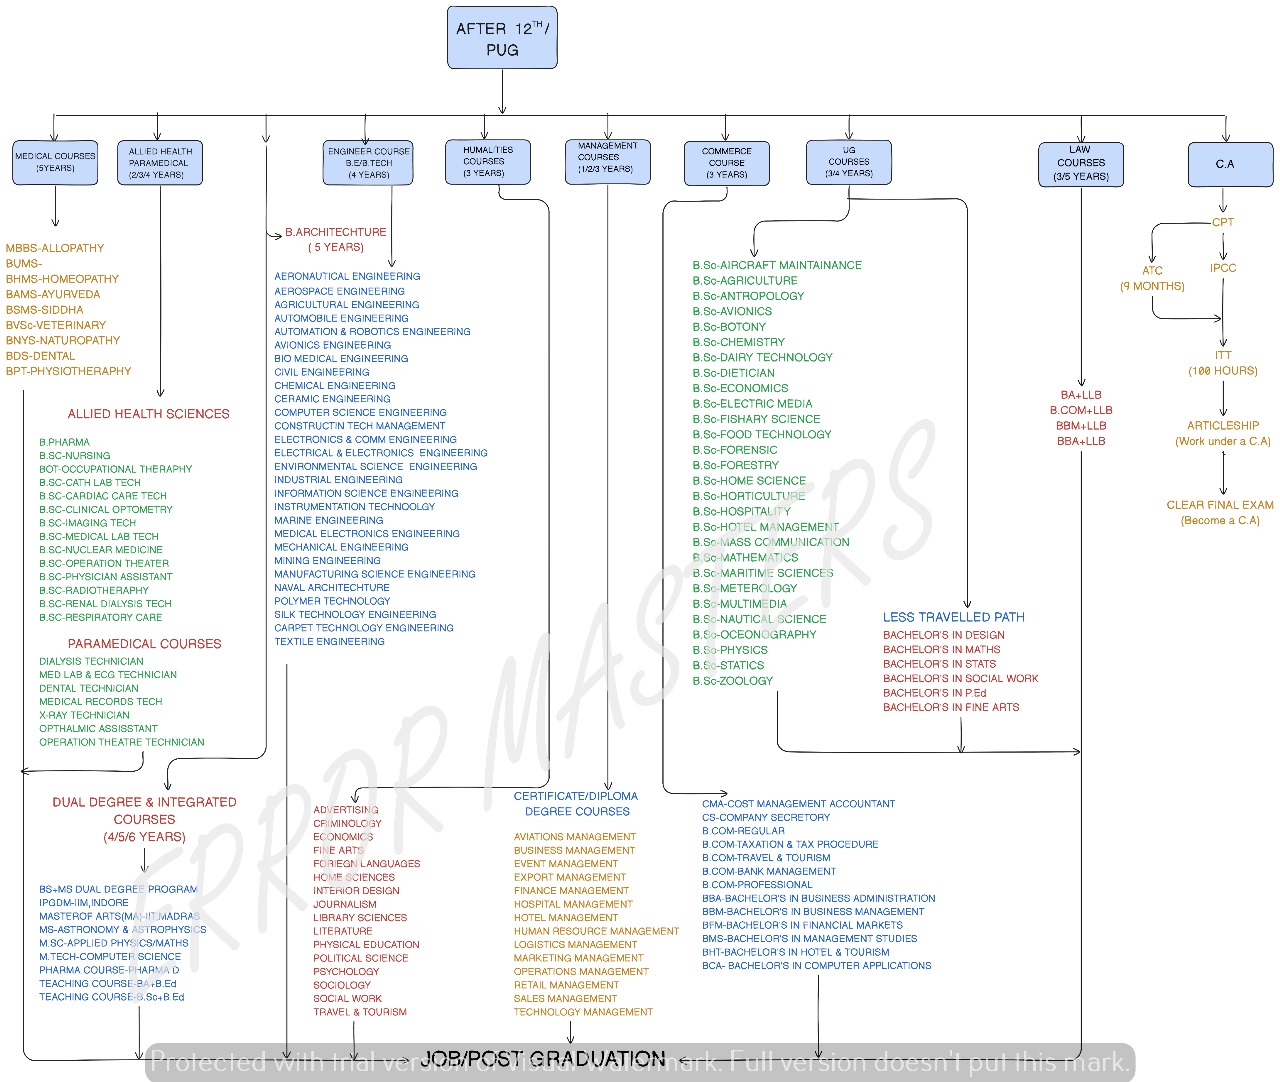 AFTER 12TH/
PUG
MEDICAL COURSES
(5YEARS)
ALLIED HEALTH
PARAMEDICAL
(2/3/4 YEARS)
ENGINEER COURSE
B.E/B.TECH
(4 YEARS)
HUMALITIES
COURSES
(3 YEARS)
MANAGEMENT
COURSES
(1/2/3 YEARS)
COMMERCE
COURSE
(3 YEARS)
UG
COURSES
(3/4 YEARS)
LAW
COURSES
(3/5 YEARS)
C.A
MBBS-ALLOPATHY
BUMS-
BHMS-HOMEOPATHY
BAMS-AYURVEDA
BSMS-SIDDHA
BVSc-VETERINARY
BNYS-NATUROPATHY
BDS-DENTAL
BPT-PHYSIOTHERAPHY
ALLIED HEALTH SCIENCES
B.PHARMA
B.SC-NURSING
BOT-OCCUPATIONAL THERAPHY
B.SC-CATH LAB TECH
B.SC-CARDIAC CARE TECH
B.SC-CLINICAL OPTOMETRY
B.SC-IMAGING TECH
B.SC-MEDICAL LAB TECH
B.SC-NUCLEAR MEDICINE
B.SC-OPERATION THEATER
B.SC-PHYSICIAN ASSISTANT
B.SC-RADIOTHERAPHY
B.SC-RENAL DIALYSIS TECH
B.SC-RESPIRATORY CARE
PARAMEDICAL COURSES
DIALYSIS TECHNICIAN
MED LAB & ECG TECHNICIAN
DENTAL TECHNICIAN
MEDICAL RECORDS TECH
X-RAY TECHNICIAN
OPTHALMIC ASSISSTANT
OPERATION THEATRE TECHNICIAN
DUAL DEGREE & INTEGRATED
COURSES
(4/5/6 YEARS)
BS+MS DUAL DEGREE PROGRAM
IPGDM-IIM,INDORE
MASTEROF ARTS(MA)-IIT,MADRAS
MS-ASTRONOMY & ASTROPHYSICS
M.SC-APPLIED PHYSICS/MATHS
M.TECH-COMPUTER SCIENCE
PHARMA COURSE-PHARMA D
TEACHING COURSE-BA+B.Ed
TEACHING COURSE-B.Sc+B.Ed
B.ARCHITECHTURE
( 5 YEARS)
AERONAUTICAL ENGINEERING
AEROSPACE ENGINEERING
AGRICULTURAL ENGINEERING
AUTOMOBILE ENGINEERING
AUTOMATION & ROBOTICS ENGINEERING
AVIONICS ENGINEERING
BIO MEDICAL ENGINEERING
CIVIL ENGINEERING
CHEMICAL ENGINEERING
CERAMIC ENGINEERING
COMPUTER SCIENCE ENGINEERING
CONSTRUCTIN TECH MANAGEMENT
ELECTRONICS & COMM ENGINEERING
ELECTRICAL & ELECTRONICS ENGINEERING
ENVIRONMENTAL SCIENCE ENGINEERING
INDUSTRIAL ENGINEERING
INFORMATION SCIENCE ENGINEERING
INSTRUMENTATION TECHNOOLGY
MARINE ENGINEERING
MEDICAL ELECTRONICS ENGINEERING
MECHANICAL ENGINEERING
MINING ENGINEERING
MANUFACTURING SCIENCE ENGINEERING
NAVAL ARCHITECHTURE
POLYMER TECHNOLOGY
SILK TECHNOLOGY ENGINEERING
CARPET TECHNOLOGY ENGINEERING
TEXTILE ENGINEERING
ADVERTISING
CRIMINOLOGY
ECONOMICS
FINE ARTS
FORIEGN LANGUAGES
HOME SCIENCES
INTERIOR DESIGN
JOURNALISM
LIBRARY SCIENCES
LITERATURE
PHYSICAL EDUCATION
POLITICAL SCIENCE
PSYCHOLOGY
SOCIOLOGY
SOCIAL WORK
TRAVEL & TOURISM
CERTIFICATE/DIPLOMA
DEGREE COURSES
AVIATIONS MANAGEMENT
BUSINESS MANAGEMENT
EVENT MANAGEMENT
EXPORT MANAGEMENT
FINANCE MANAGEMENT
HOSPITAL MANAGEMENT
HOTEL MANAGEMENT
HUMAN RESOURCE MANAGEMENT
LOGISTICS MANAGEMENT
MARKETING MANAGEMENT
OPERATIONS MANAGEMENT
RETAIL MANAGEMENT
SALES MANAGEMENT
TECHNOLOGY MANAGEMENT
B.Sc-AIRCRAFT MAINTAINANCE
B.Sc-AGRICULTURE
B.Sc-ANTROPOLOGY
B.Sc-AVIONICS
B.Sc-BOTONY
B.Sc-CHEMISTRY
B.Sc-DAIRY TECHNOLOGY
B.Sc-DIETICIAN
B.Sc-ECONOMICS
B.Sc-ELECTRIC MEDIA
B.Sc-FISHARY SCIENCE
B.Sc-FOOD TECHNOLOGY
B.Sc-FORENSIC
B.Sc-FORESTRY
B.Sc-HOME SCIENCE
B.Sc-HORTICULTURE
B.Sc-HOSPITALITY
B.Sc-HOTEL MANAGEMENT
B.Sc-MASS COMMUNICATION
B.Sc-MATHEMATICS
B.Sc-MARITIME SCIENCES
B.Sc-METEROLOGY
B.Sc-MULTIMEDIA
B.Sc-NAUTICAL SCIENCE
B.Sc-OCEONOGRAPHY
B.Sc-PHYSICS
B.Sc-STATICS
B.Sc-ZOOLOGY
LESS TRAVELLED PATH
BACHELOR'S IN DESIGN
BACHELOR'S IN MATHS
BACHELOR'S IN STATS
BACHELOR'S IN SOCIAL WORK
BACHELOR'S IN P.Ed
BACHELOR'S IN FINE ARTS
CMA-COST MANAGEMENT ACCOUNTANT
CS-COMPANY SECRETORY
B.COM-REGULAR
B.COM-TAXATION & TAX PROCEDURE
B.COM-TRAVEL & TOURISM
B.COM-BANK MANAGEMENT
B.COM-PROFESSIONAL
BBA-BACHELOR'S IN BUSINESS ADMINISTRATION
BBM-BACHELOR'S IN BUSINESS MANAGEMENT
BFM-BACHELOR'S IN FINANCIAL MARKETS
BMS-BACHELOR'S IN MANAGEMENT STUDIES
BHT-BACHELOR'S IN HOTEL & TOURISM
BCA- BACHELOR'S IN COMPUTER APPLICATIONS
BA+LLB
B.COM+LLB
BBM+LLB
BBA+LLB
CPT
ATC
(9 MONTHS)
IPCC
ITT
(100 HOURS)
ARTICLESHIP
(Work under a C.A)
CLEAR FINAL EXAM
(Become a C.A)
ERROR MASTERS
JOB/POST GRADUATION
Protected with trial version of Visual Watermark. Full version doesn't put this mark.